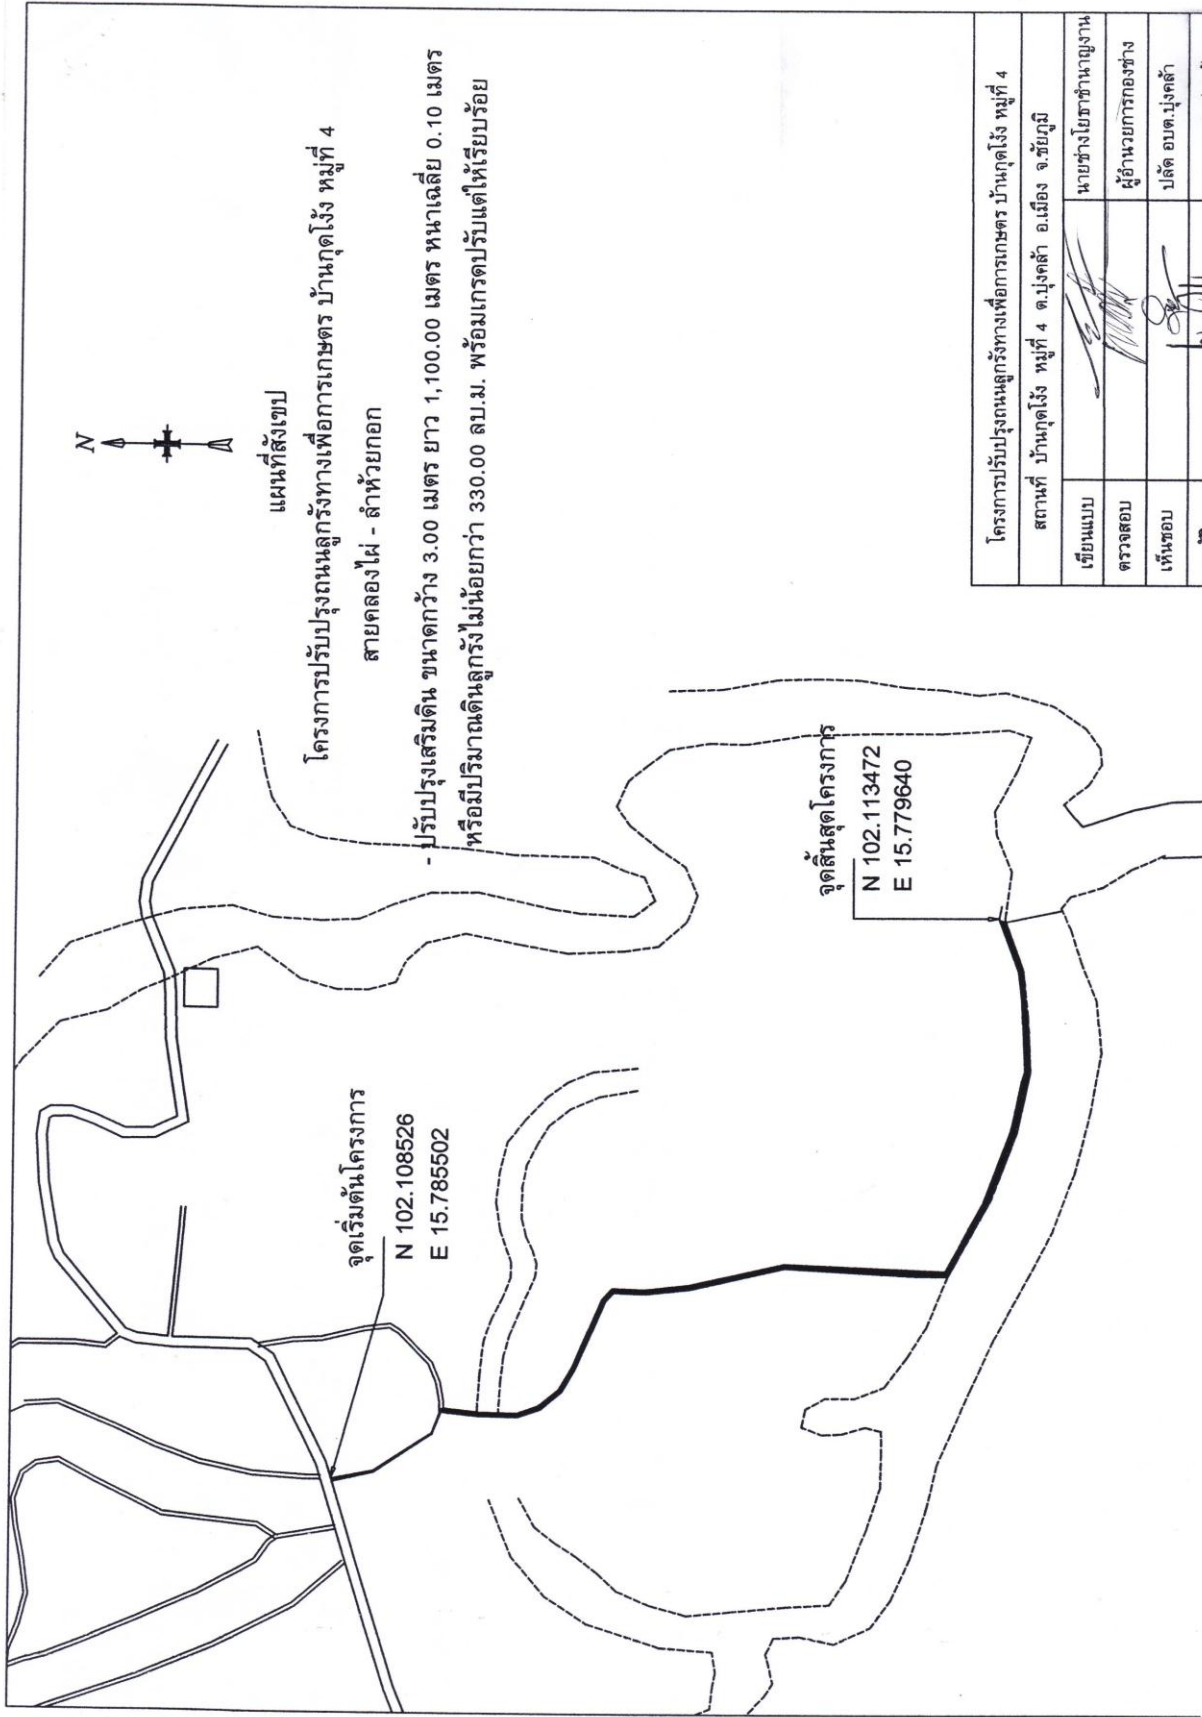 N
แผนที่สังเขป
โครงการปรับปรุงถนนลูกรังทางเพื่อการเกษตร บ้านกุดโง้ง หมู่ที่ 4
สายคลองไผ่ - ลำห้วยกอก
- ปรับปรุงเสริมดิน ขนาดกว้าง 3.00 เมตร ยาว 1,100.00 เมตร หนาเฉลี่ย 0.10 เมตร
หรือมีปริมาณดินลูกรังไม่น้อยกว่า 330.00 ลบ.ม. พร้อมเกรดปรับแต่ให้เรียบร้อย
จุดเริ่มต้นโครงการ
N 102.108526
E 15.785502
จุดสิ้นสุดโครงการ
N 102.113472
E 15.779640
โครงการปรับปรุงถนนลูกรังทางเพื่อการเกษตร บ้านกุดโง้ง หมู่ที่ 4
สถานที่ บ้านกุดโง้ง หมู่ที่ 4 ต.บุ่งคล้า อ.เมือง จ.ชัยภูมิ
เขียนแบบ นายช่างโยธาชำนาญงาน
ตรวจสอบ ผู้อำนวยการกองช่าง
เห็นชอบ ปลัด อบต.บุ่งคล้า